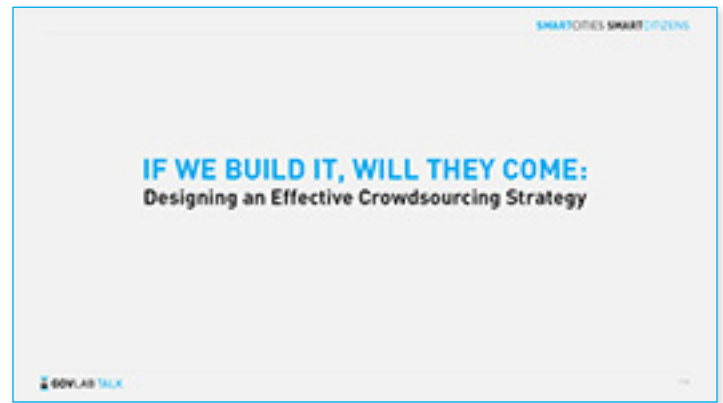 SMARTCITIES SMARTCITIZENS
IF WE BUILD IT, WILL THEY COME:
Designing an Effective Crowdsourcing Strategy
GOVLAB TALK